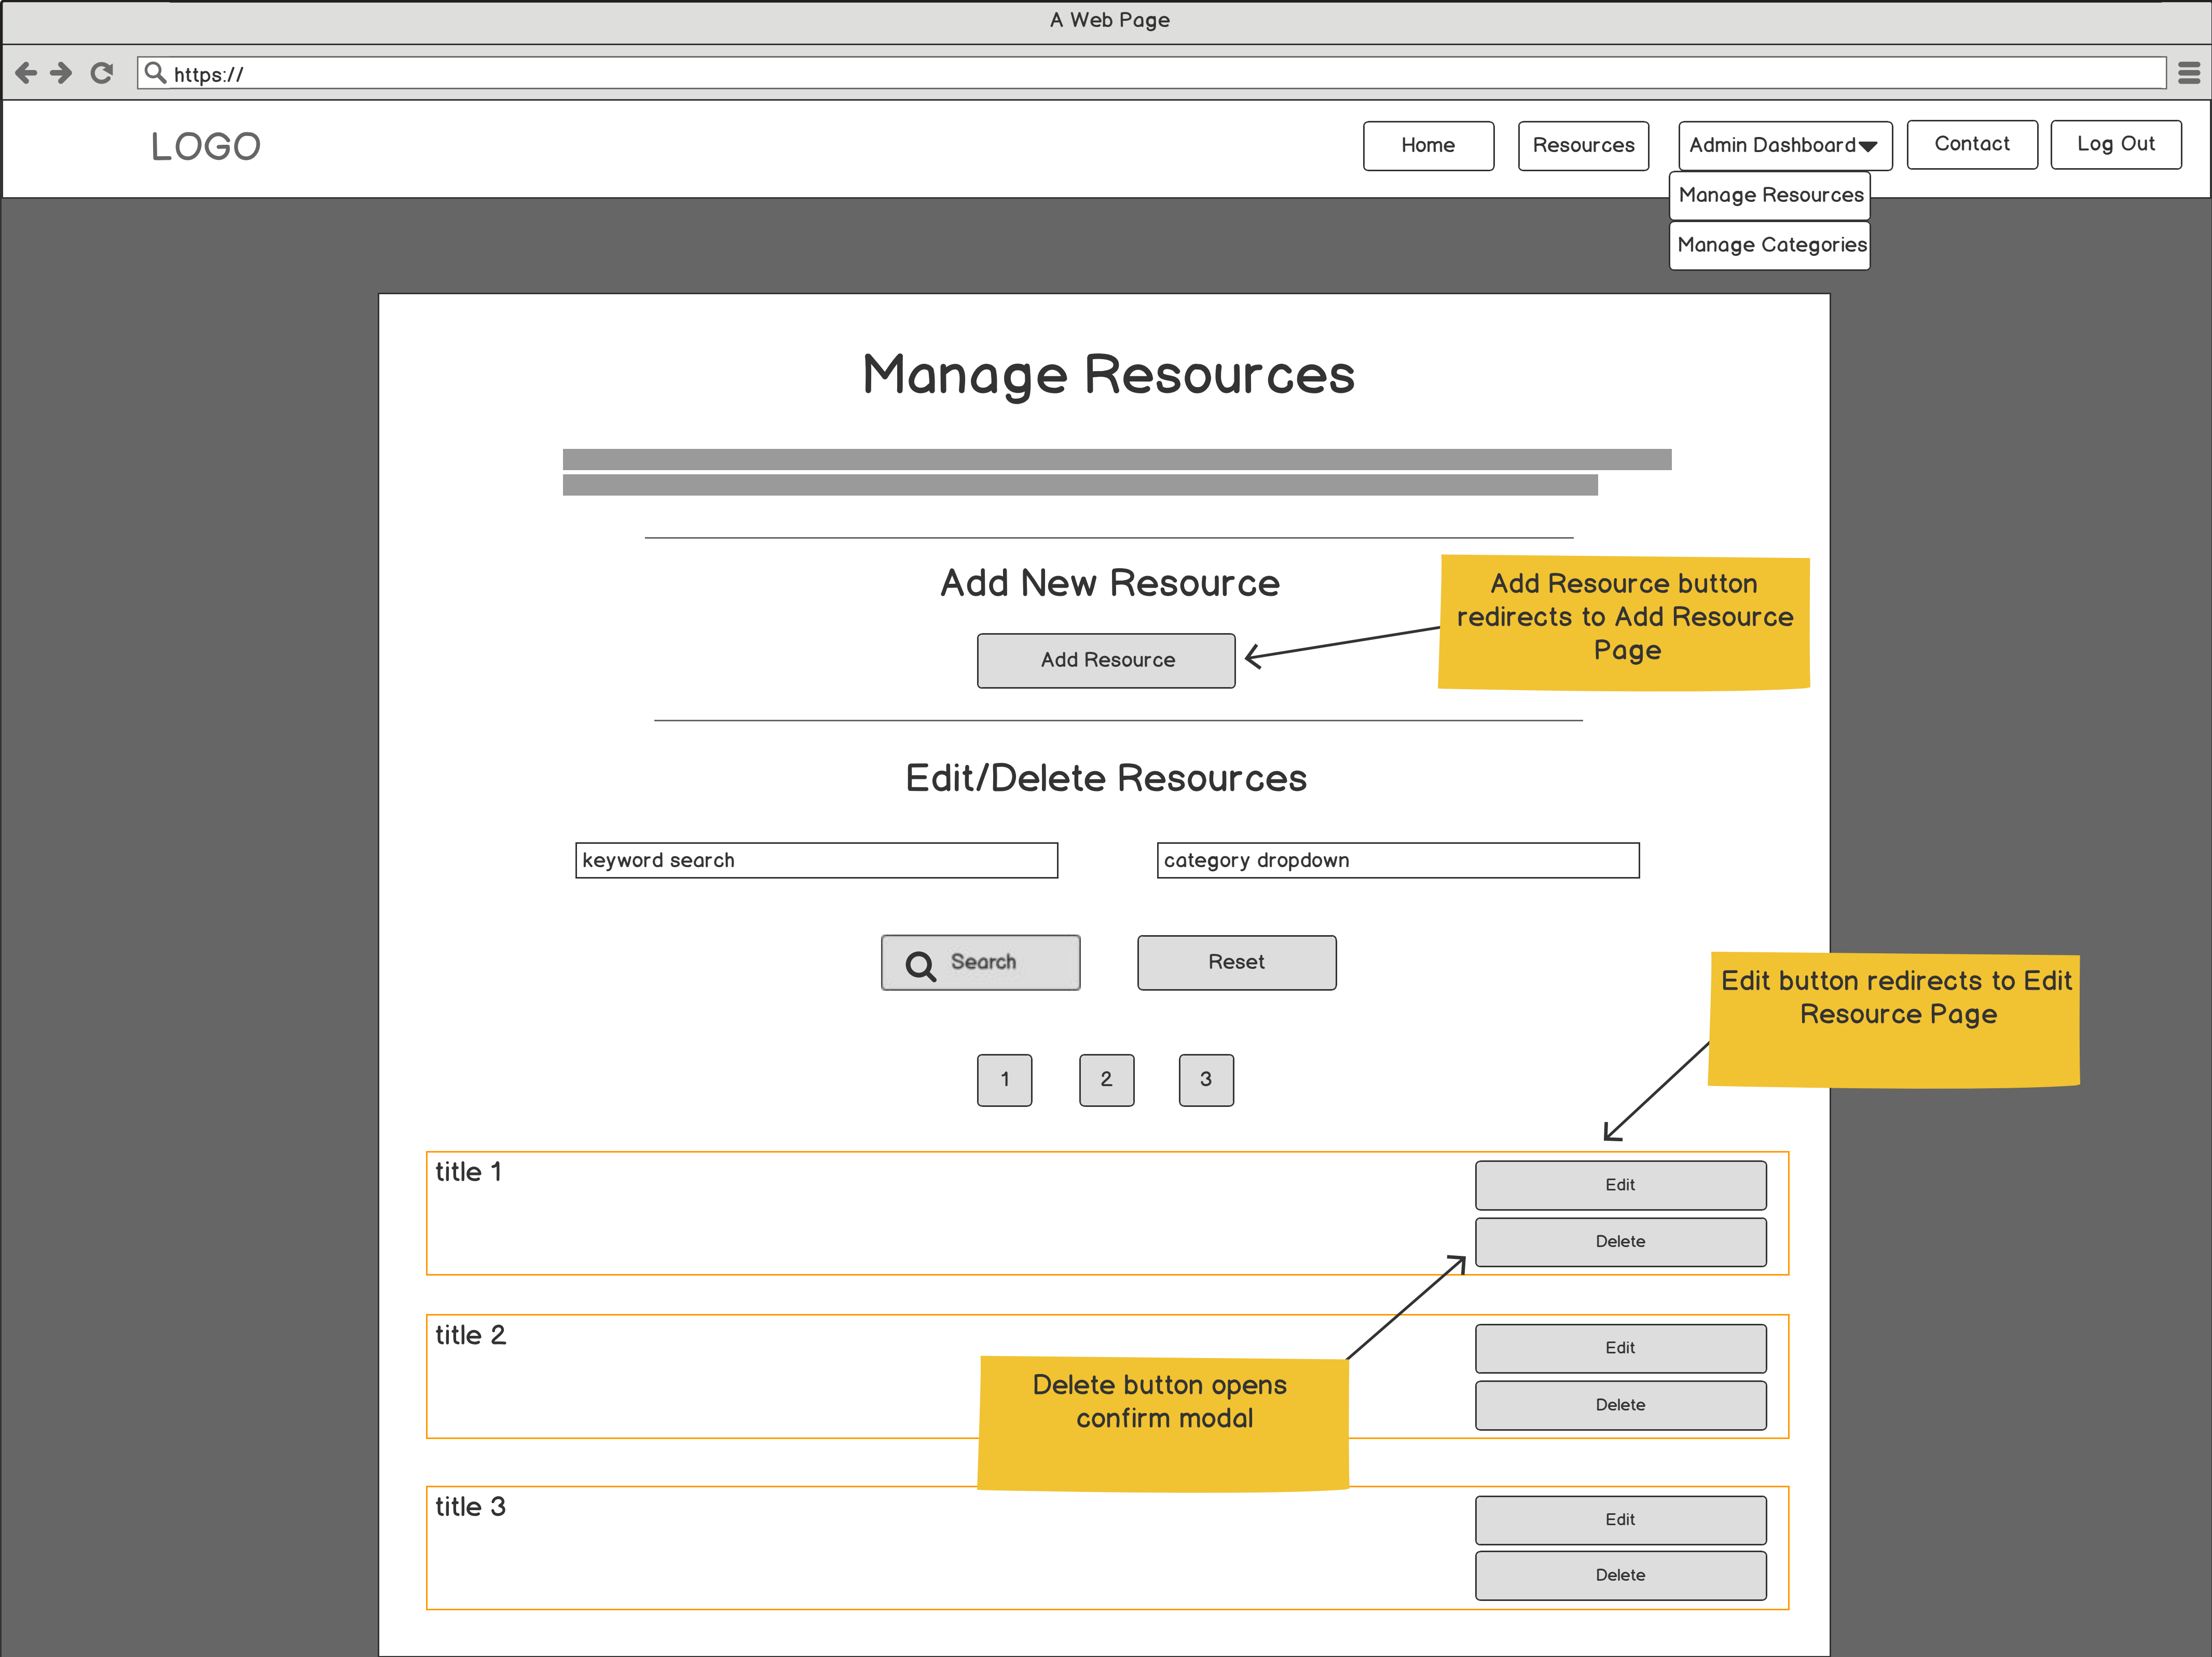 A Web Page
https://
LOGO
Home
Resources
Admin Dashboard
Contact
Log Out
Manage Resources
Manage Categories
Manage Resources
Add New Resource
Add Resource
Add Resource button
redirects to Add Resource
Page
Edit/Delete Resources
keyword search
category dropdown
Search
Reset
Edit button redirects to Edit
Resource Page
1
2
3
title 1
Edit
Delete
title 2
Edit
Delete
Delete button opens
confirm modal
title 3
Edit
Delete